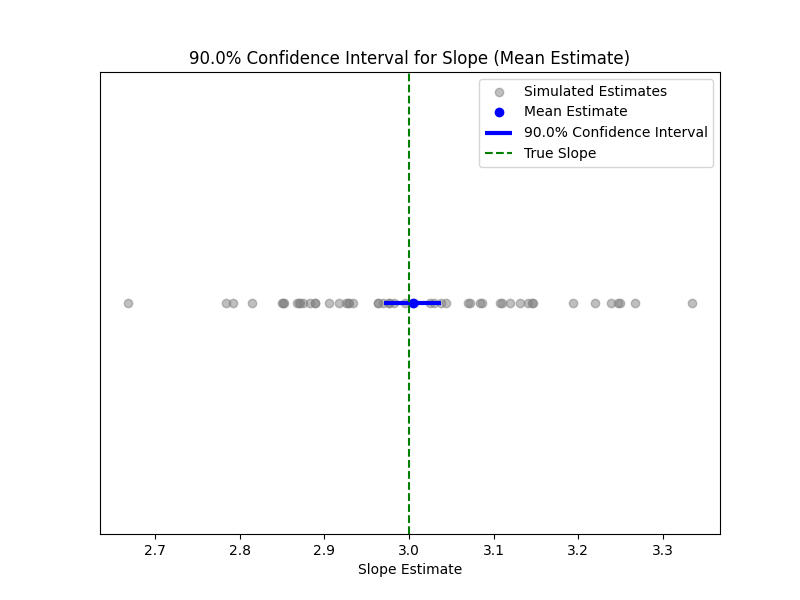 90.0% Confidence Interval for Slope (Mean Estimate)
Simulated Estimates
Mean Estimate
90.0% Confidence Interval
True Slope
2.7 2.8 2.9 3.0 3.1 3.2 3.3
Slope Estimate